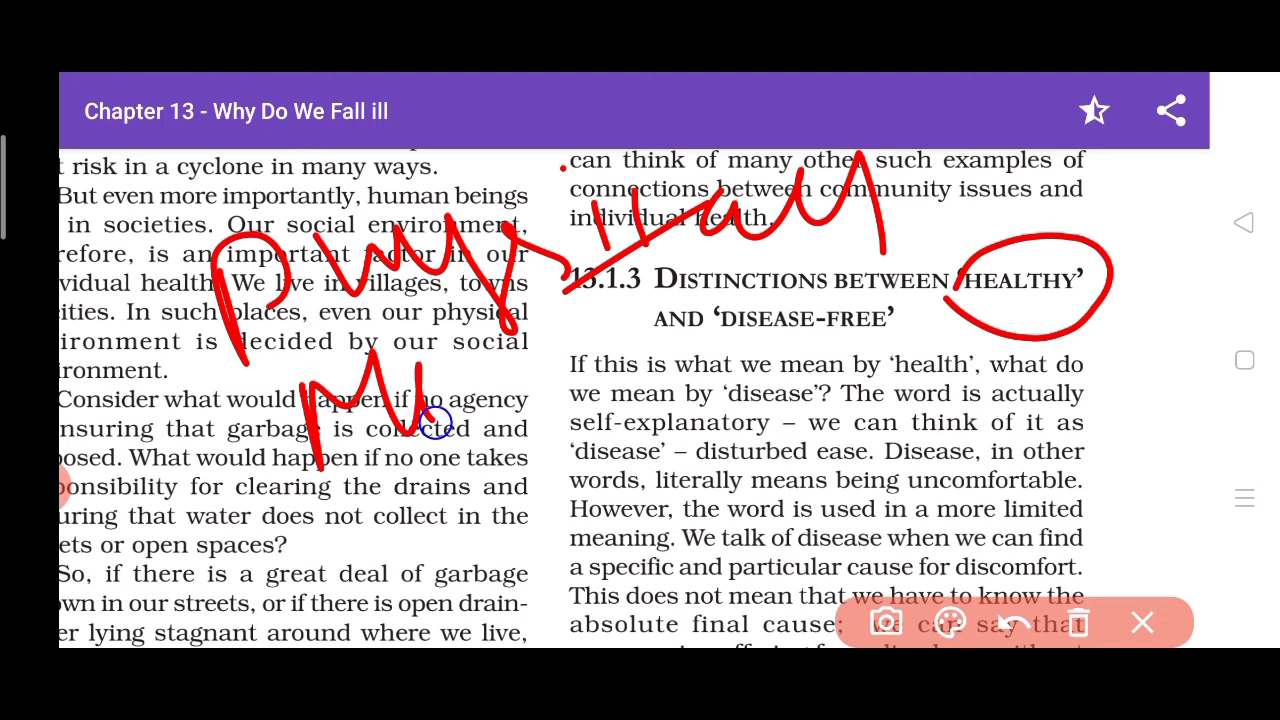 Chapter 13 - Why Do We Fall ill
t risk in a cyclone in many ways.
But even more importantly, human beings
in societies. Our social environment,
refore, is an important factor in our
vidual health. We live in villages, towns
cities. In such places, even our physical
ironment is decided by our social
ironment.
Consider what would happen if no agency
ensuring that garbage is collected and
posed. What would happen if no one takes
ponsibility for clearing the drains and
uring that water does not collect in the
ets or open spaces?
So, if there is a great deal of garbage
own in our streets, or if there is open drain-
er lying stagnant around where we live,
can think of many other such examples of
connections between community issues and
individual health.
13.1.3 DISTINCTIONS BETWEEN ‘HEALTHY’
AND ‘DISEASE-FREE’
If this is what we mean by ‘health’, what do
we mean by ‘disease’? The word is actually
self-explanatory – we can think of it as
‘disease’ – disturbed ease. Disease, in other
words, literally means being uncomfortable.
However, the word is used in a more limited
meaning. We talk of disease when we can find
a specific and particular cause for discomfort.
This does not mean that we have to know the
absolute final cause; we can say that